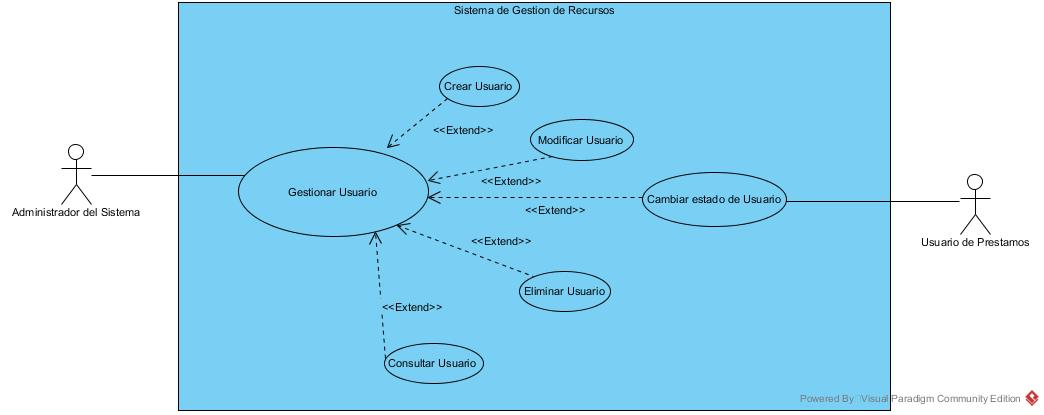 Sistema de Gestion de Recursos
Crear Usuario
<<Extend>>
Modificar Usuario
<<Extend>>
Gestionar Usuario
Cambiar estado de Usuario
<<Extend>>
Administrador del Sistema
Usuario de Prestamos
<<Extend>>
Eliminar Usuario
<<Extend>>
Consultar Usuario
Powered By Visual Paradigm Community Edition